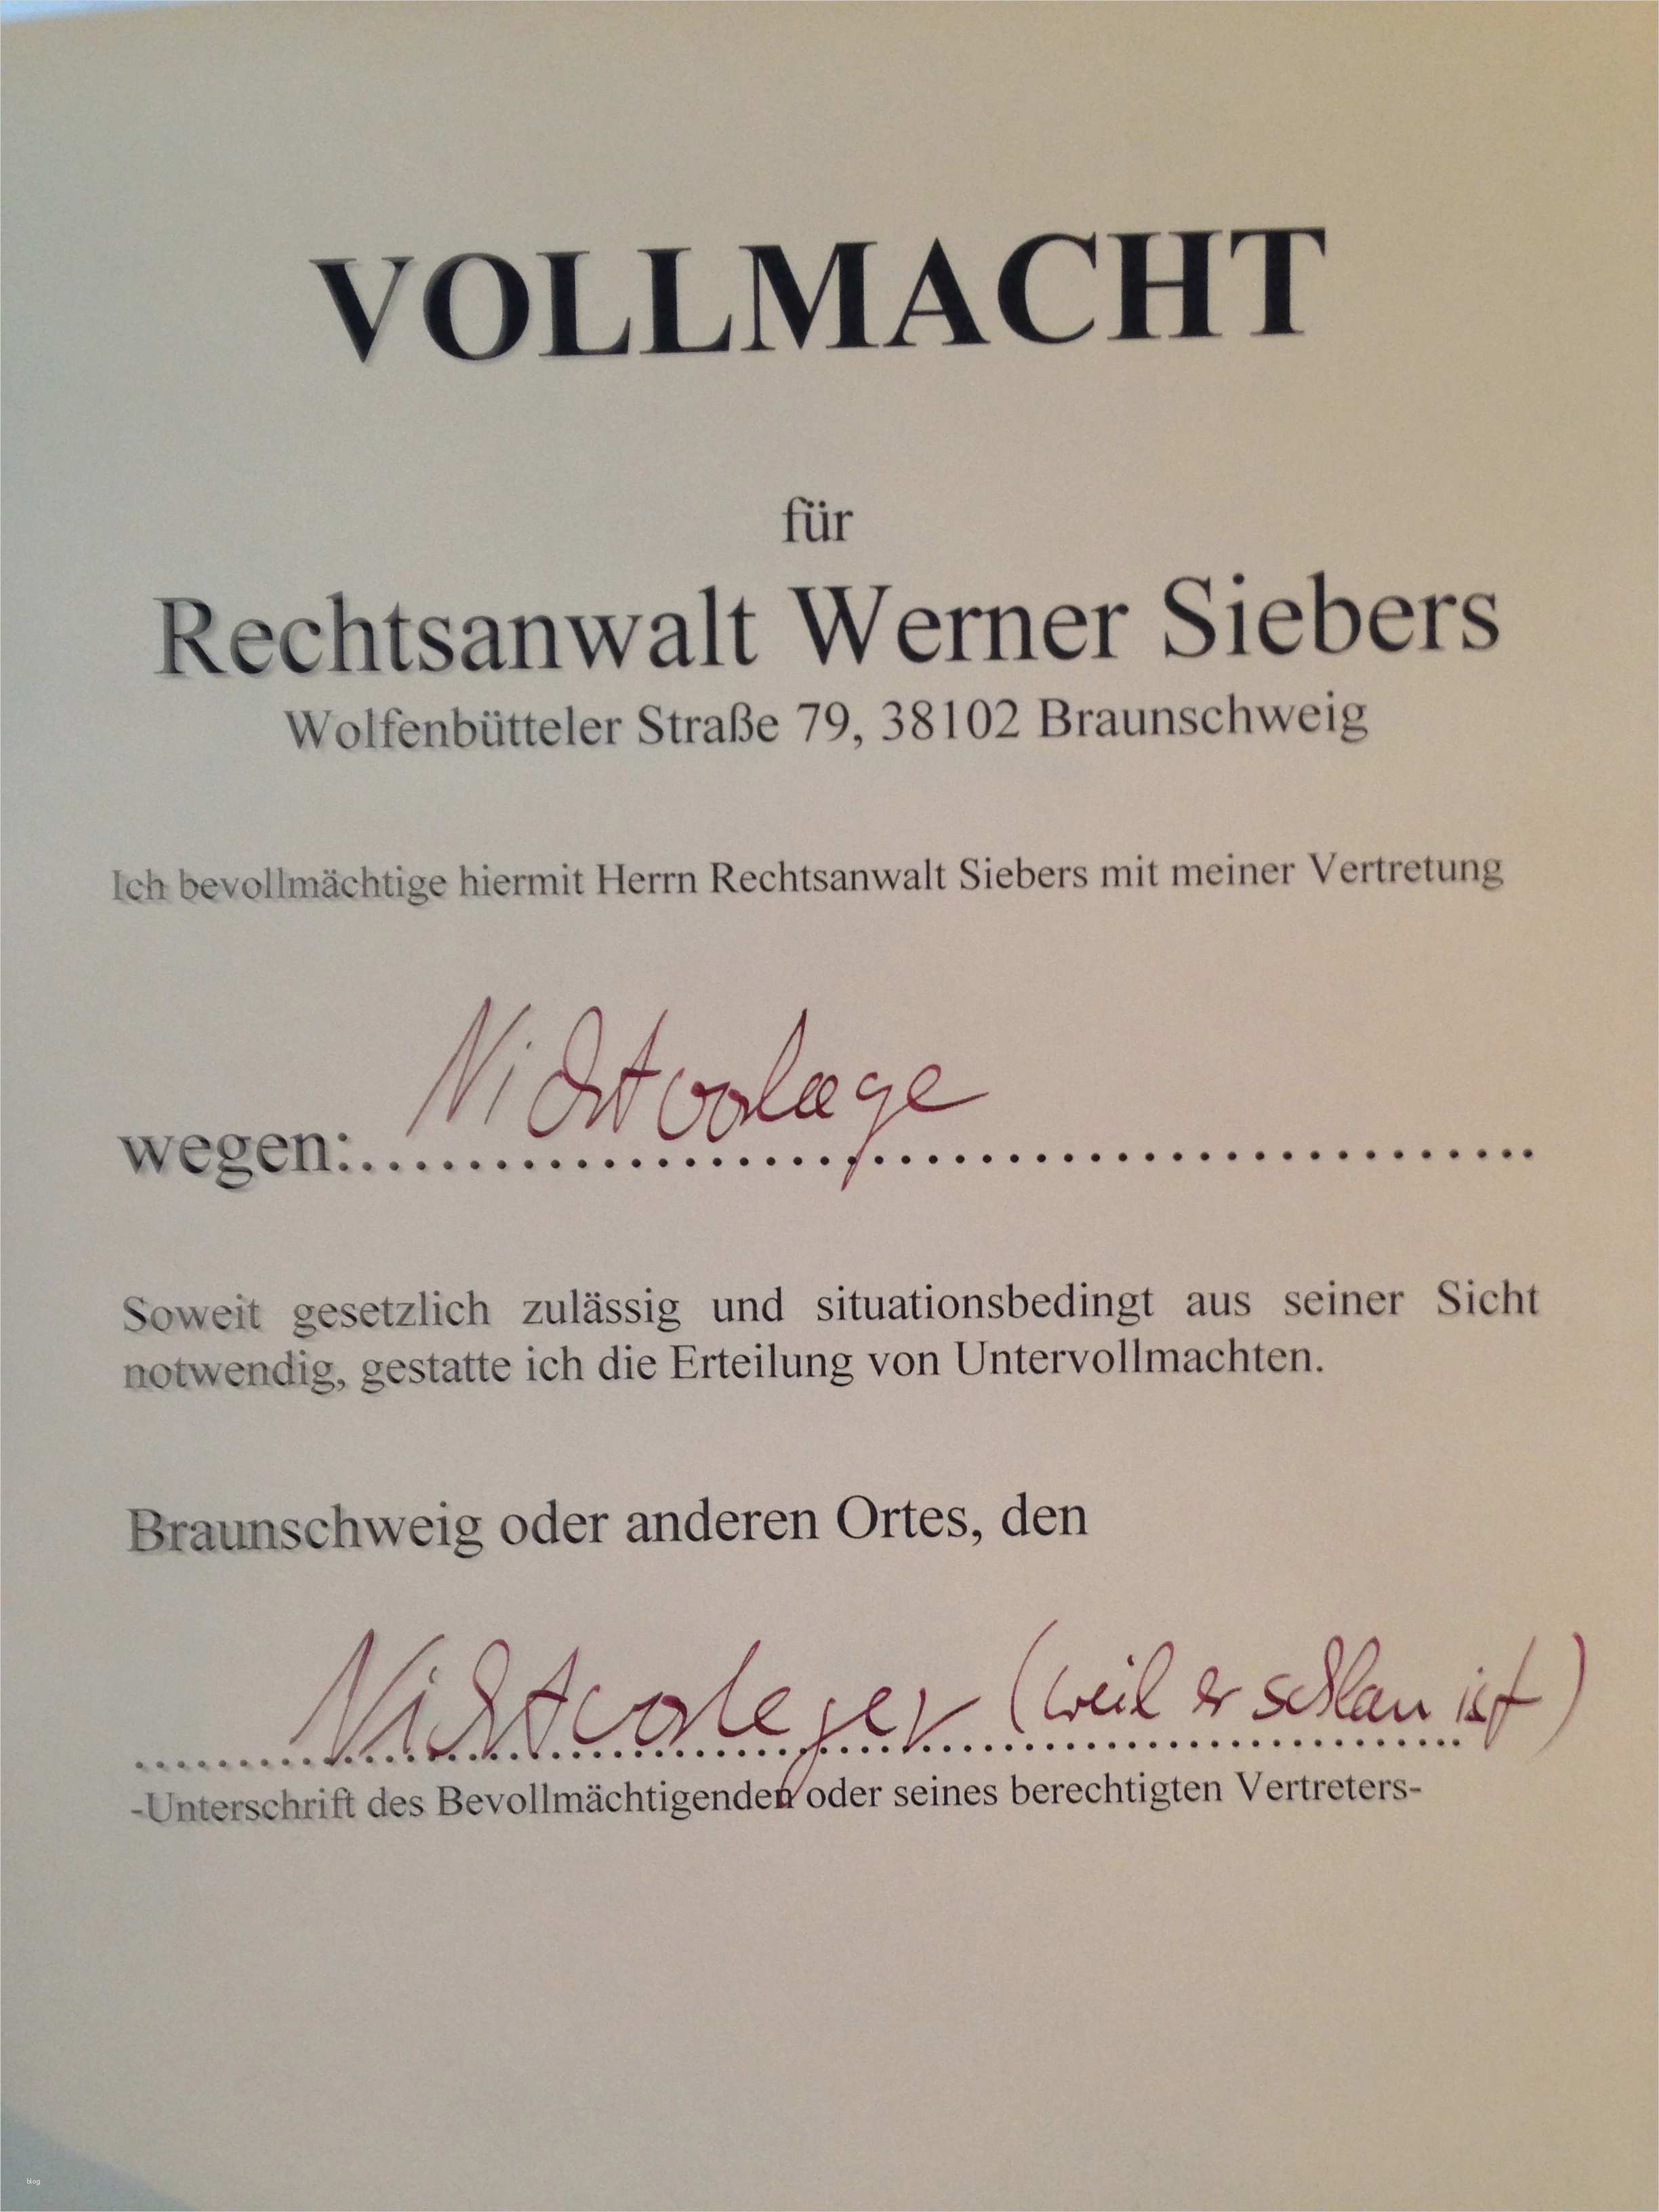 VOLLMACHT
für
Rechtsanwalt Werner Siebers
Wolfenbütteler Straße 79, 38102 Braunschweig
Ich bevollmächtige hiermit Herrn Rechtsanwalt Siebers mit meiner Vertretung
Nichtvorlage
wegen:............................................
Soweit gesetzlich zulässig und situationsbedingt aus seiner Sicht
notwendig, gestatte ich die Erteilung von Untervollmachten.
Braunschweig oder anderen Ortes, den
Nichtvorleger (weil er schlau ist)
-Unterschrift des Bevollmächtigenden oder seines berechtigten Vertreters-
blog